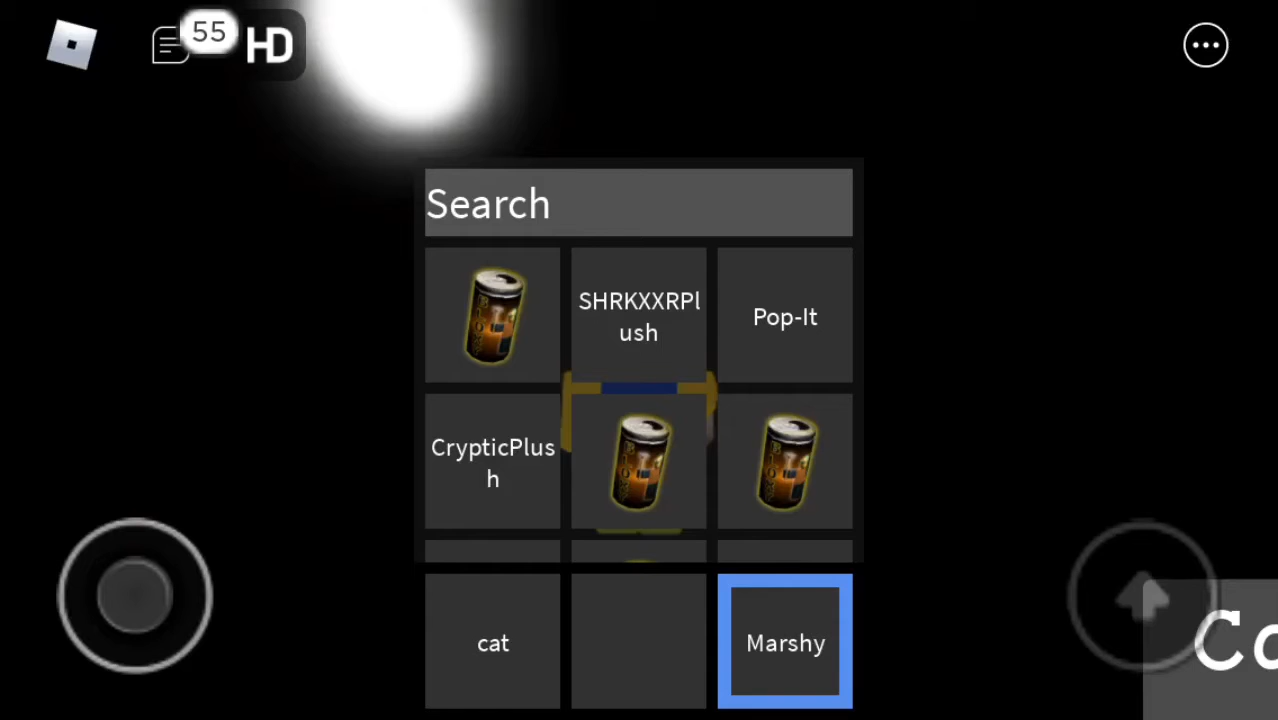 55
HD
Search
SHRKXXRPl
ush
Pop-It
CrypticPlus
h
cat
Marshy